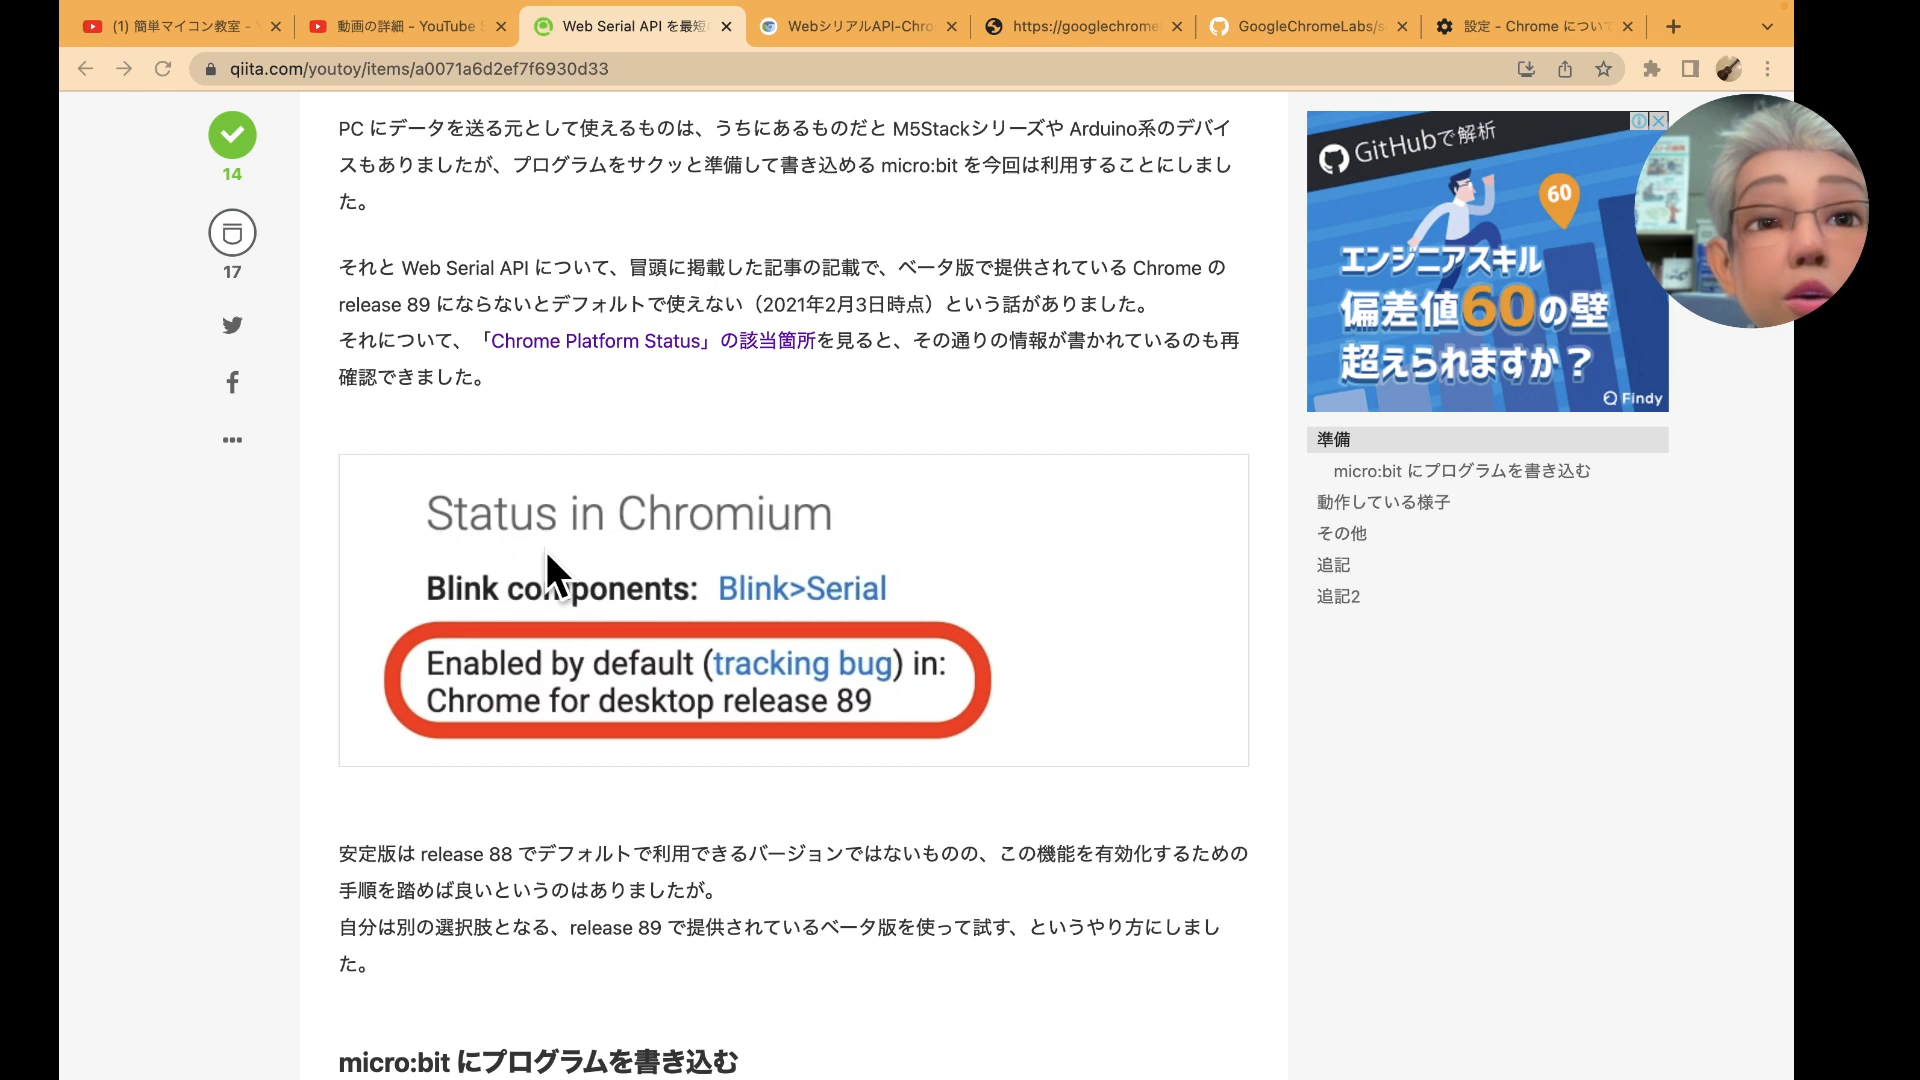 (1) 簡単マイコン教室 -
動画の詳細 - YouTube S
Web Serial API を最短
WebシリアルAPI-Chro
https://googlechrome
GoogleChromeLabs/s
設定 - Chrome につい
qiita.com/youtoy/items/a0071a6d2ef7f6930d33
14
17
PC にデータを送る元として使えるものは、うちにあるものだと M5Stackシリーズや Arduino系のデバイ
スもありましたが、プログラムをサクッと準備して書き込める micro:bit を今回は利用することにしまし
た。
それと Web Serial API について、冒頭に掲載した記事の記載で、ベータ版で提供されている Chrome の
release 89 にならないとデフォルトで使えない（2021年2月3日時点）という話がありました。
それについて、「Chrome Platform Status」の該当箇所を見ると、その通りの情報が書かれているのも再
確認できました。
Status in Chromium
Blink components: Blink>Serial
Enabled by default (tracking bug) in:
Chrome for desktop release 89
安定版は release 88 でデフォルトで利用できるバージョンではないものの、この機能を有効化するための
手順を踏めば良いというのはありましたが。
自分は別の選択肢となる、release 89 で提供されているベータ版を使って試す、というやり方にしまし
た。
micro:bit にプログラムを書き込む
GitHubで解析
60
エンジニアスキル
偏差値60の壁
超えられますか？
Findy
準備
micro:bit にプログラムを書き込む
動作している様子
その他
追記
追記2